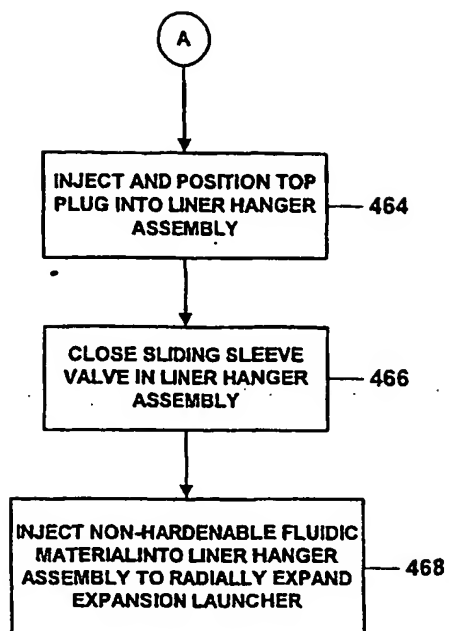 A
INJECT AND POSITION TOP
PLUG INTO LINER HANGER
ASSEMBLY
464
CLOSE SLIDING SLEEVE
VALVE IN LINER HANGER
ASSEMBLY
466
INJECT NON-HARDENABLE FLUIDIC
MATERIALINTO LINER HANGER
ASSEMBLY TO RADIALLY EXPAND
EXPANSION LAUNCHER
468